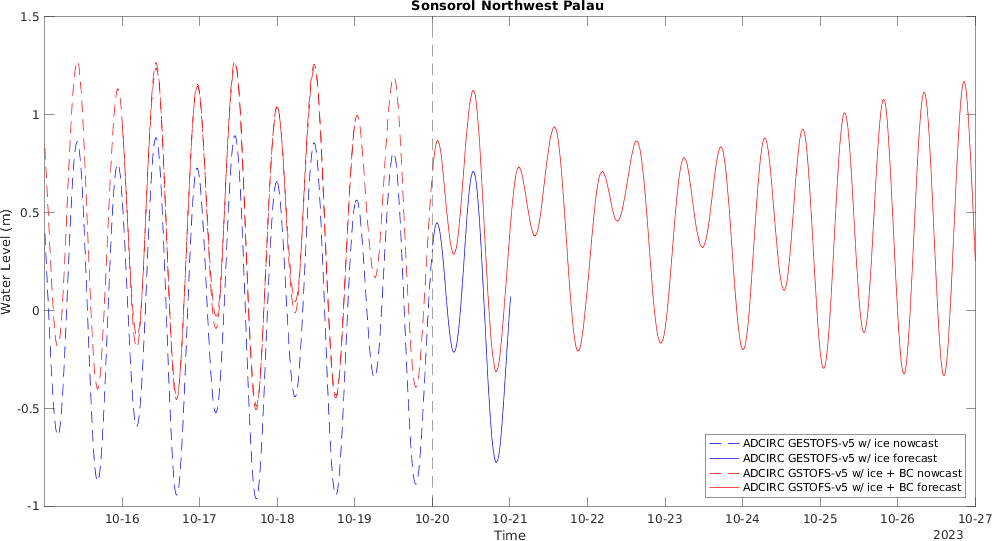 Sonsorol Northwest Palau
1.5
1
0.5
0
-0.5
-1
Water Level (m)
ADCIRC GESTOFS-v5 w/ ice nowcast
ADCIRC GESTOFS-v5 w/ ice forecast
ADCIRC GSTOFS-v5 w/ ice + BC nowcast
ADCIRC GSTOFS-v5 w/ ice + BC forecast
10-16 10-17 10-18 10-19 10-20 10-21 10-22 10-23 10-24 10-25 10-26 10-27
Time
2023